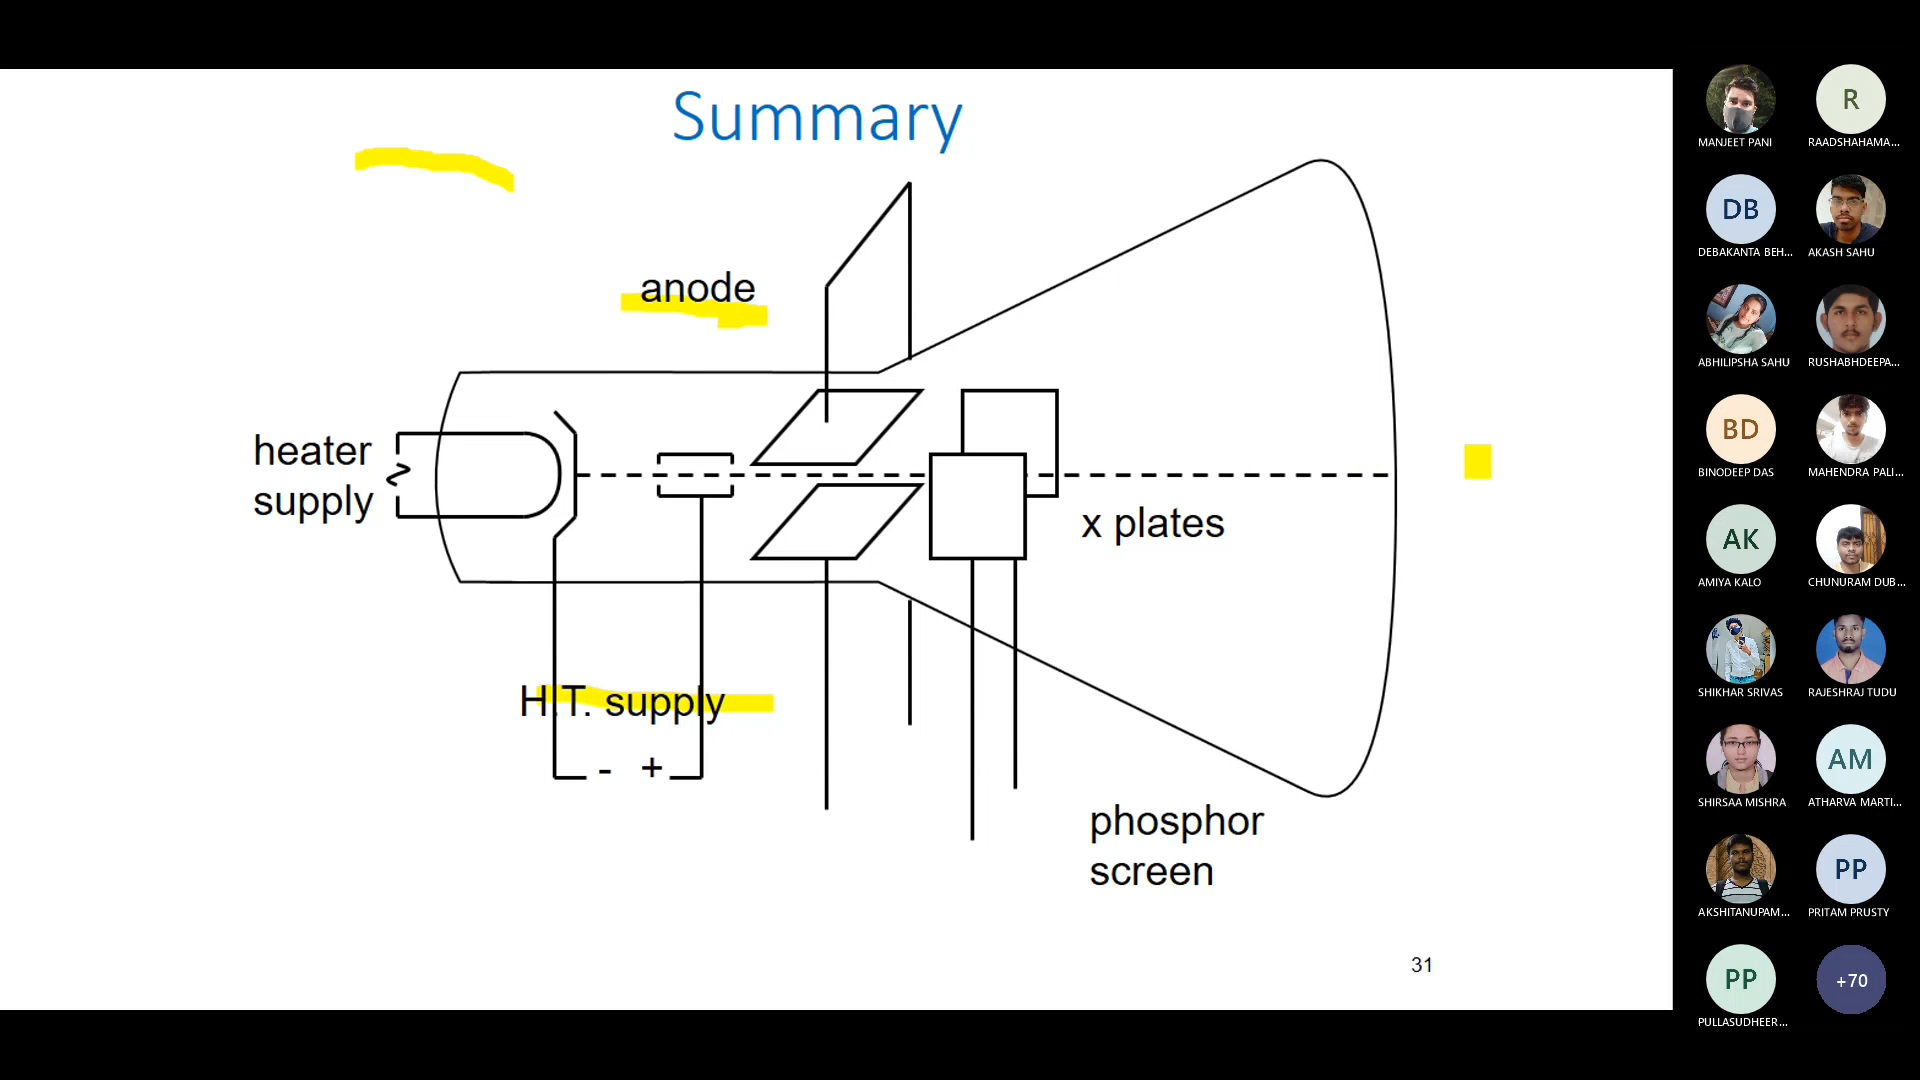 Summary
anode
heater
supply
x plates
H.T. supply
- +
phosphor
screen
31
MANJEET PANI
R
RAADSHAHAMA...
DB
DEBAKANTA BEH...
AKASH SAHU
ABHILIPSHA SAHU
RUSHABHDEEPA...
BD
BINODEEP DAS
MAHENDRA PALI...
AK
AMIYA KALO
CHUNURAM DUB...
SHIKHAR SRIVAS
RAJESHRAJ TUDU
SHIRSAA MISHRA
AM
ATHARVA MARTI...
AKSHITANUPAM...
PP
PRITAM PRUSTY
PP
PULLASUDHEER...
+70